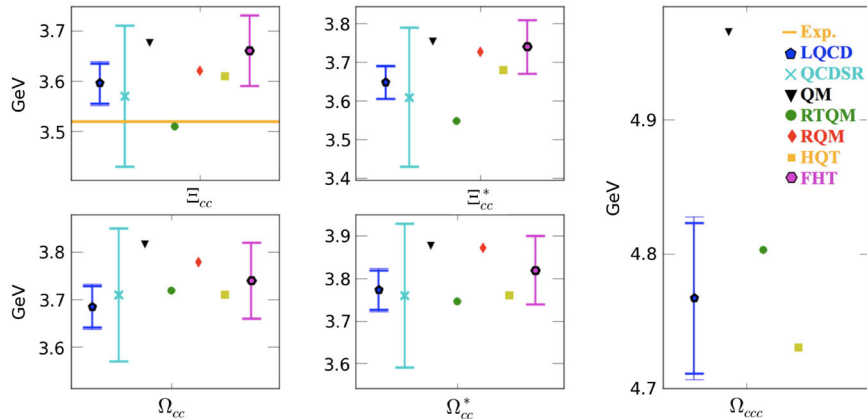 GeV
3.7
3.6
3.5
Ξcc
3.8
3.7
3.6
3.5
3.4
Ξ*cc
GeV
3.8
3.7
3.6
Ωcc
3.9
3.8
3.7
3.6
Ω*cc
GeV
4.9
4.8
4.7
Ωccc
Exp.
LQCD
QCDSR
QM
RTQM
RQM
HQT
FHT